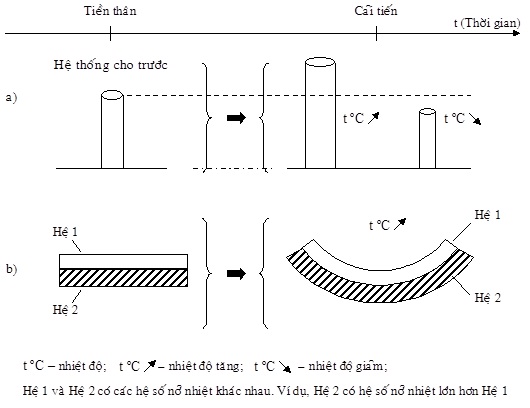 Tiền thân
Cải tiến
t (Thời gian)
Hệ thống cho trước
a)
t °C
t °C
t °C
Hệ 1
Hệ 1
b)
Hệ 2
Hệ 2
t °C – nhiệt độ; t °C – nhiệt độ tăng; t °C – nhiệt độ giảm;
Hệ 1 và Hệ 2 có các hệ số nở nhiệt khác nhau. Ví dụ, Hệ 2 có hệ số nở nhiệt lớn hơn Hệ 1